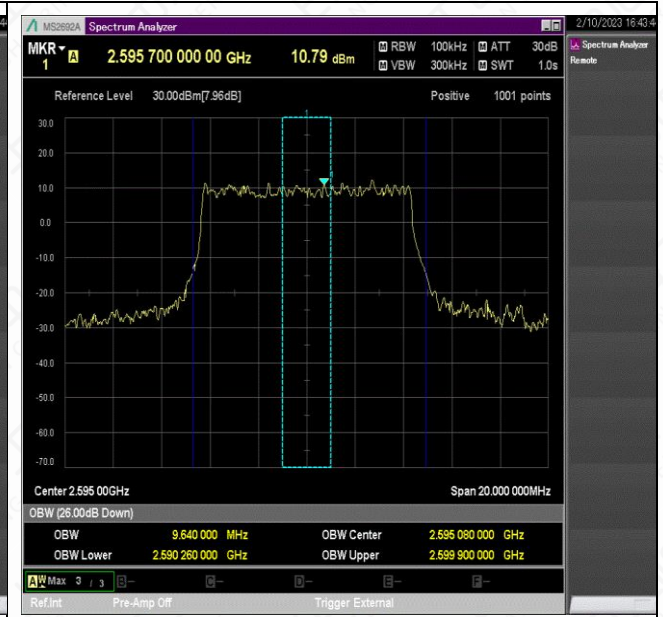 MS2692A Spectrum Analyzer
2/10/2023 16:43:4
MKR 1 A 2.595 700 000 00 GHz 10.79 dBm
M RBW 100kHz M ATT 30dB
M VBW 300kHz M SWT 1.0s
Spectrum Analyzer
Remote
Reference Level 30.00dBm[7.96dB] Positive 1001 points
30.0
20.0
10.0
0.0
-10.0
-20.0
-30.0
-40.0
-50.0
-60.0
-70.0
Center 2.595 00GHz Span 20.000 000MHz
OBW (26.00dB Down)
OBW 9.640 000 MHz OBW Center 2.595 080 000 GHz
OBW Lower 2.590 260 000 GHz OBW Upper 2.599 900 000 GHz
A W Max 3 / 3 B - C - D - E - F -
Ref.Int Pre-Amp Off Trigger External